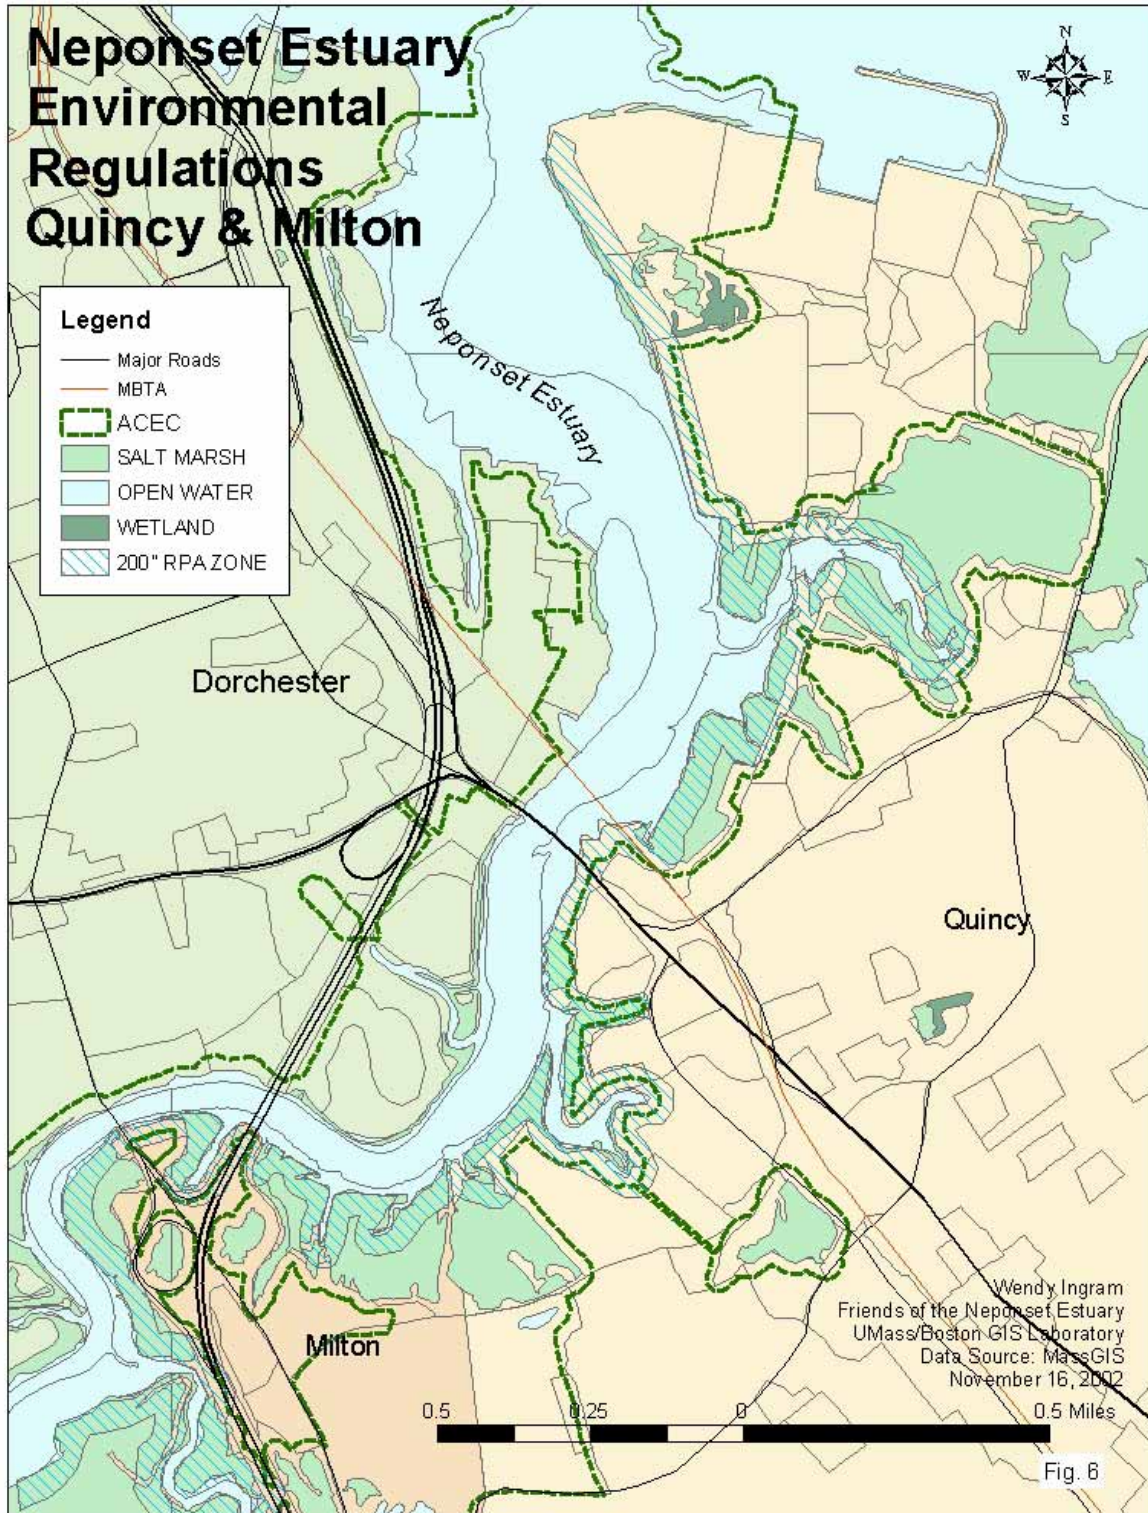 Neponset Estuary
Environmental
Regulations
Quincy & Milton
N
W E
S
Legend
Major Roads
MBTA
ACEC
SALT MARSH
OPEN WATER
WETLAND
200" RPA ZONE
Neponset Estuary
Dorchester
Quincy
Milton
Wendy Ingram
Friends of the Neponset Estuary
UMass/Boston GIS Laboratory
Data Source: MassGIS
November 16, 2002
0.5 0.25 0 0.5 Miles
Fig. 6